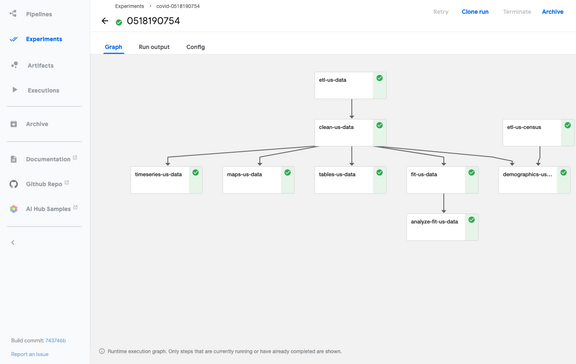 Pipelines
Experiments
Artifacts
Executions
Archive
Documentation
Github Repo
AI Hub Samples
Build commit: 743746b
Report an Issue
Experiments > covid-0518190754
0518190754
Retry
Clone run
Terminate
Archive
Graph
Run output
Config
etl-us-data
clean-us-data
etl-us-census
timeseries-us-data
maps-us-data
tables-us-data
fit-us-data
demographics-us...
analyze-fit-us-data
Runtime execution graph. Only steps that are currently running or have already completed are shown.